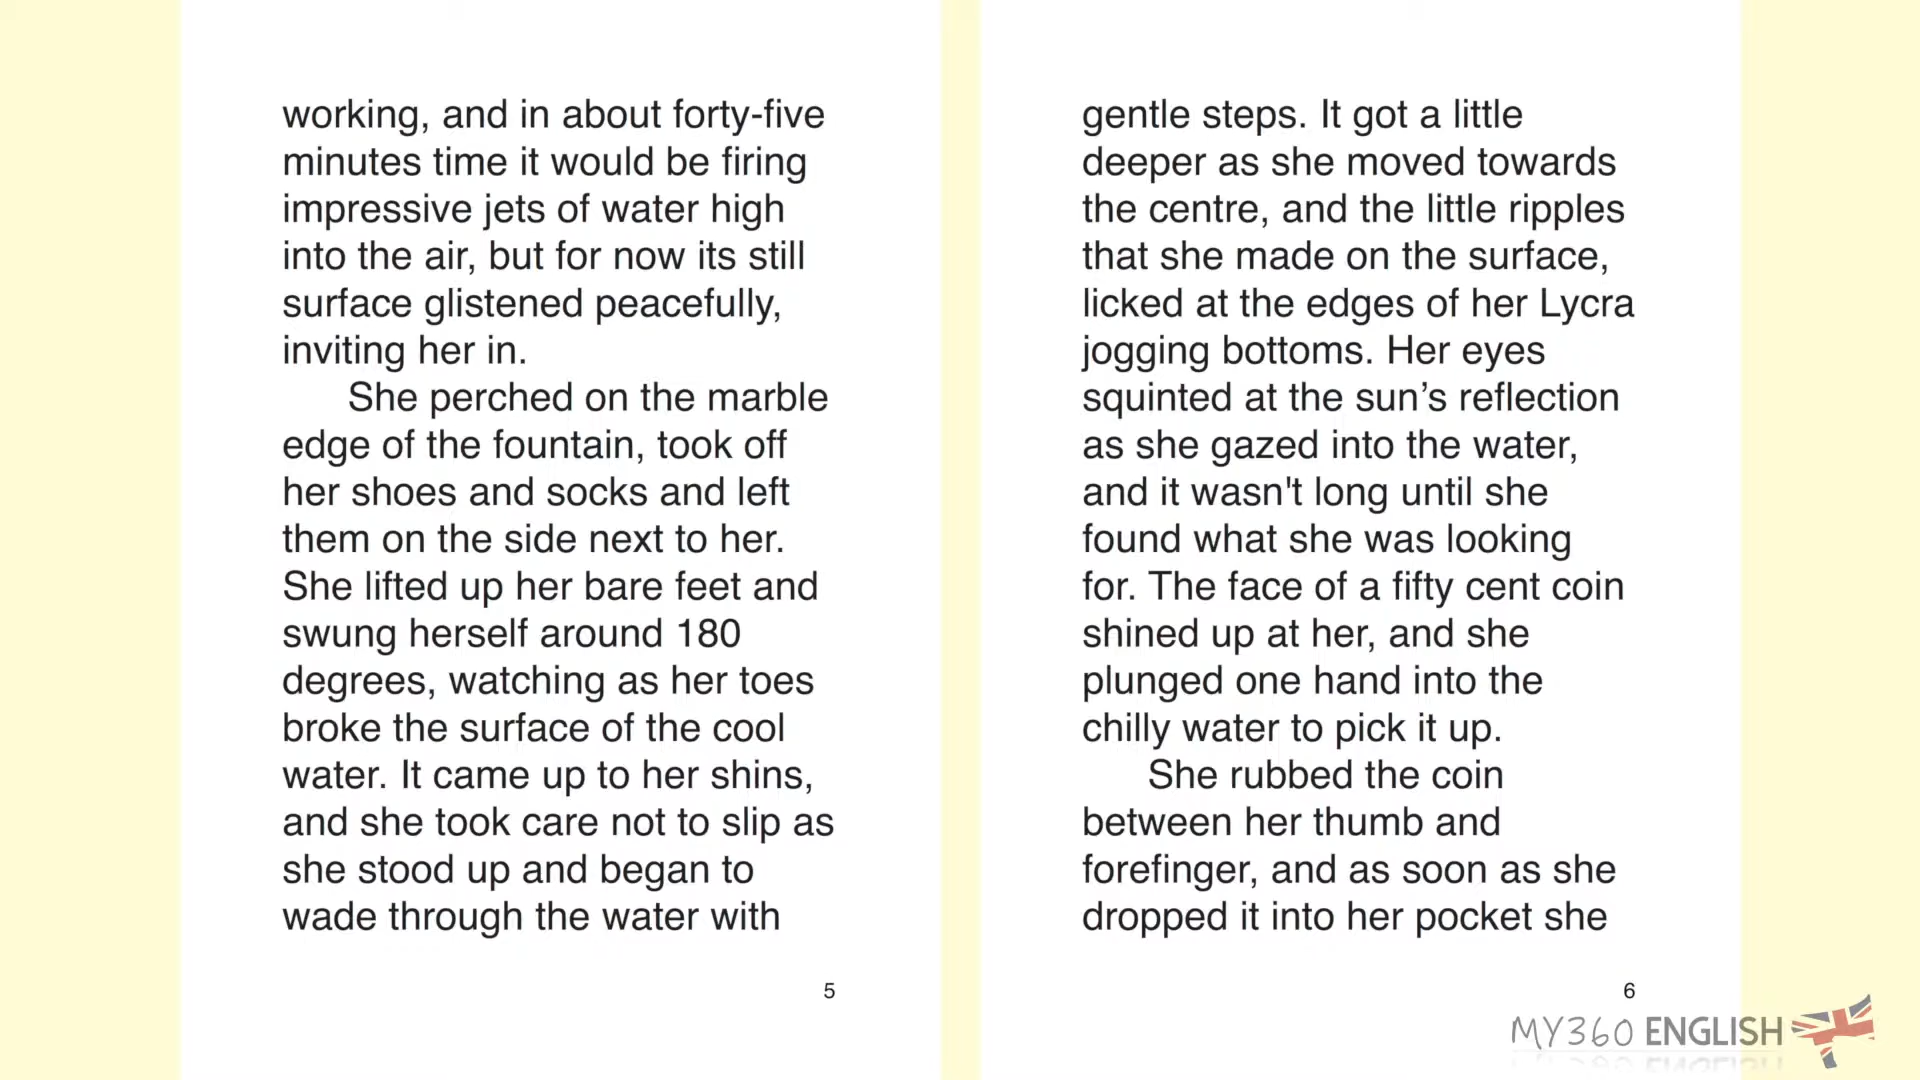 working, and in about forty-five
minutes time it would be firing
impressive jets of water high
into the air, but for now its still
surface glistened peacefully,
inviting her in.
She perched on the marble
edge of the fountain, took off
her shoes and socks and left
them on the side next to her.
She lifted up her bare feet and
swung herself around 180
degrees, watching as her toes
broke the surface of the cool
water. It came up to her shins,
and she took care not to slip as
she stood up and began to
wade through the water with
5
gentle steps. It got a little
deeper as she moved towards
the centre, and the little ripples
that she made on the surface,
licked at the edges of her Lycra
jogging bottoms. Her eyes
squinted at the sun’s reflection
as she gazed into the water,
and it wasn't long until she
found what she was looking
for. The face of a fifty cent coin
shined up at her, and she
plunged one hand into the
chilly water to pick it up.
She rubbed the coin
between her thumb and
forefinger, and as soon as she
dropped it into her pocket she
6
MY360 ENGLISH